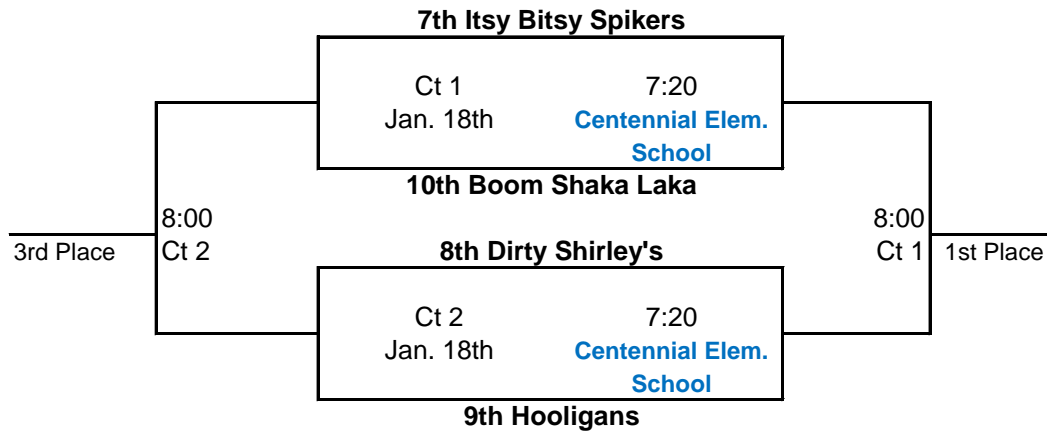 7th Itsy Bitsy Spikers
Ct 1 7:20
Jan. 18th Centennial Elem.
School
10th Boom Shaka Laka
8:00 8:00
3rd Place Ct 2 Ct 1 1st Place
8th Dirty Shirley's
Ct 2 7:20
Jan. 18th Centennial Elem.
School
9th Hooligans